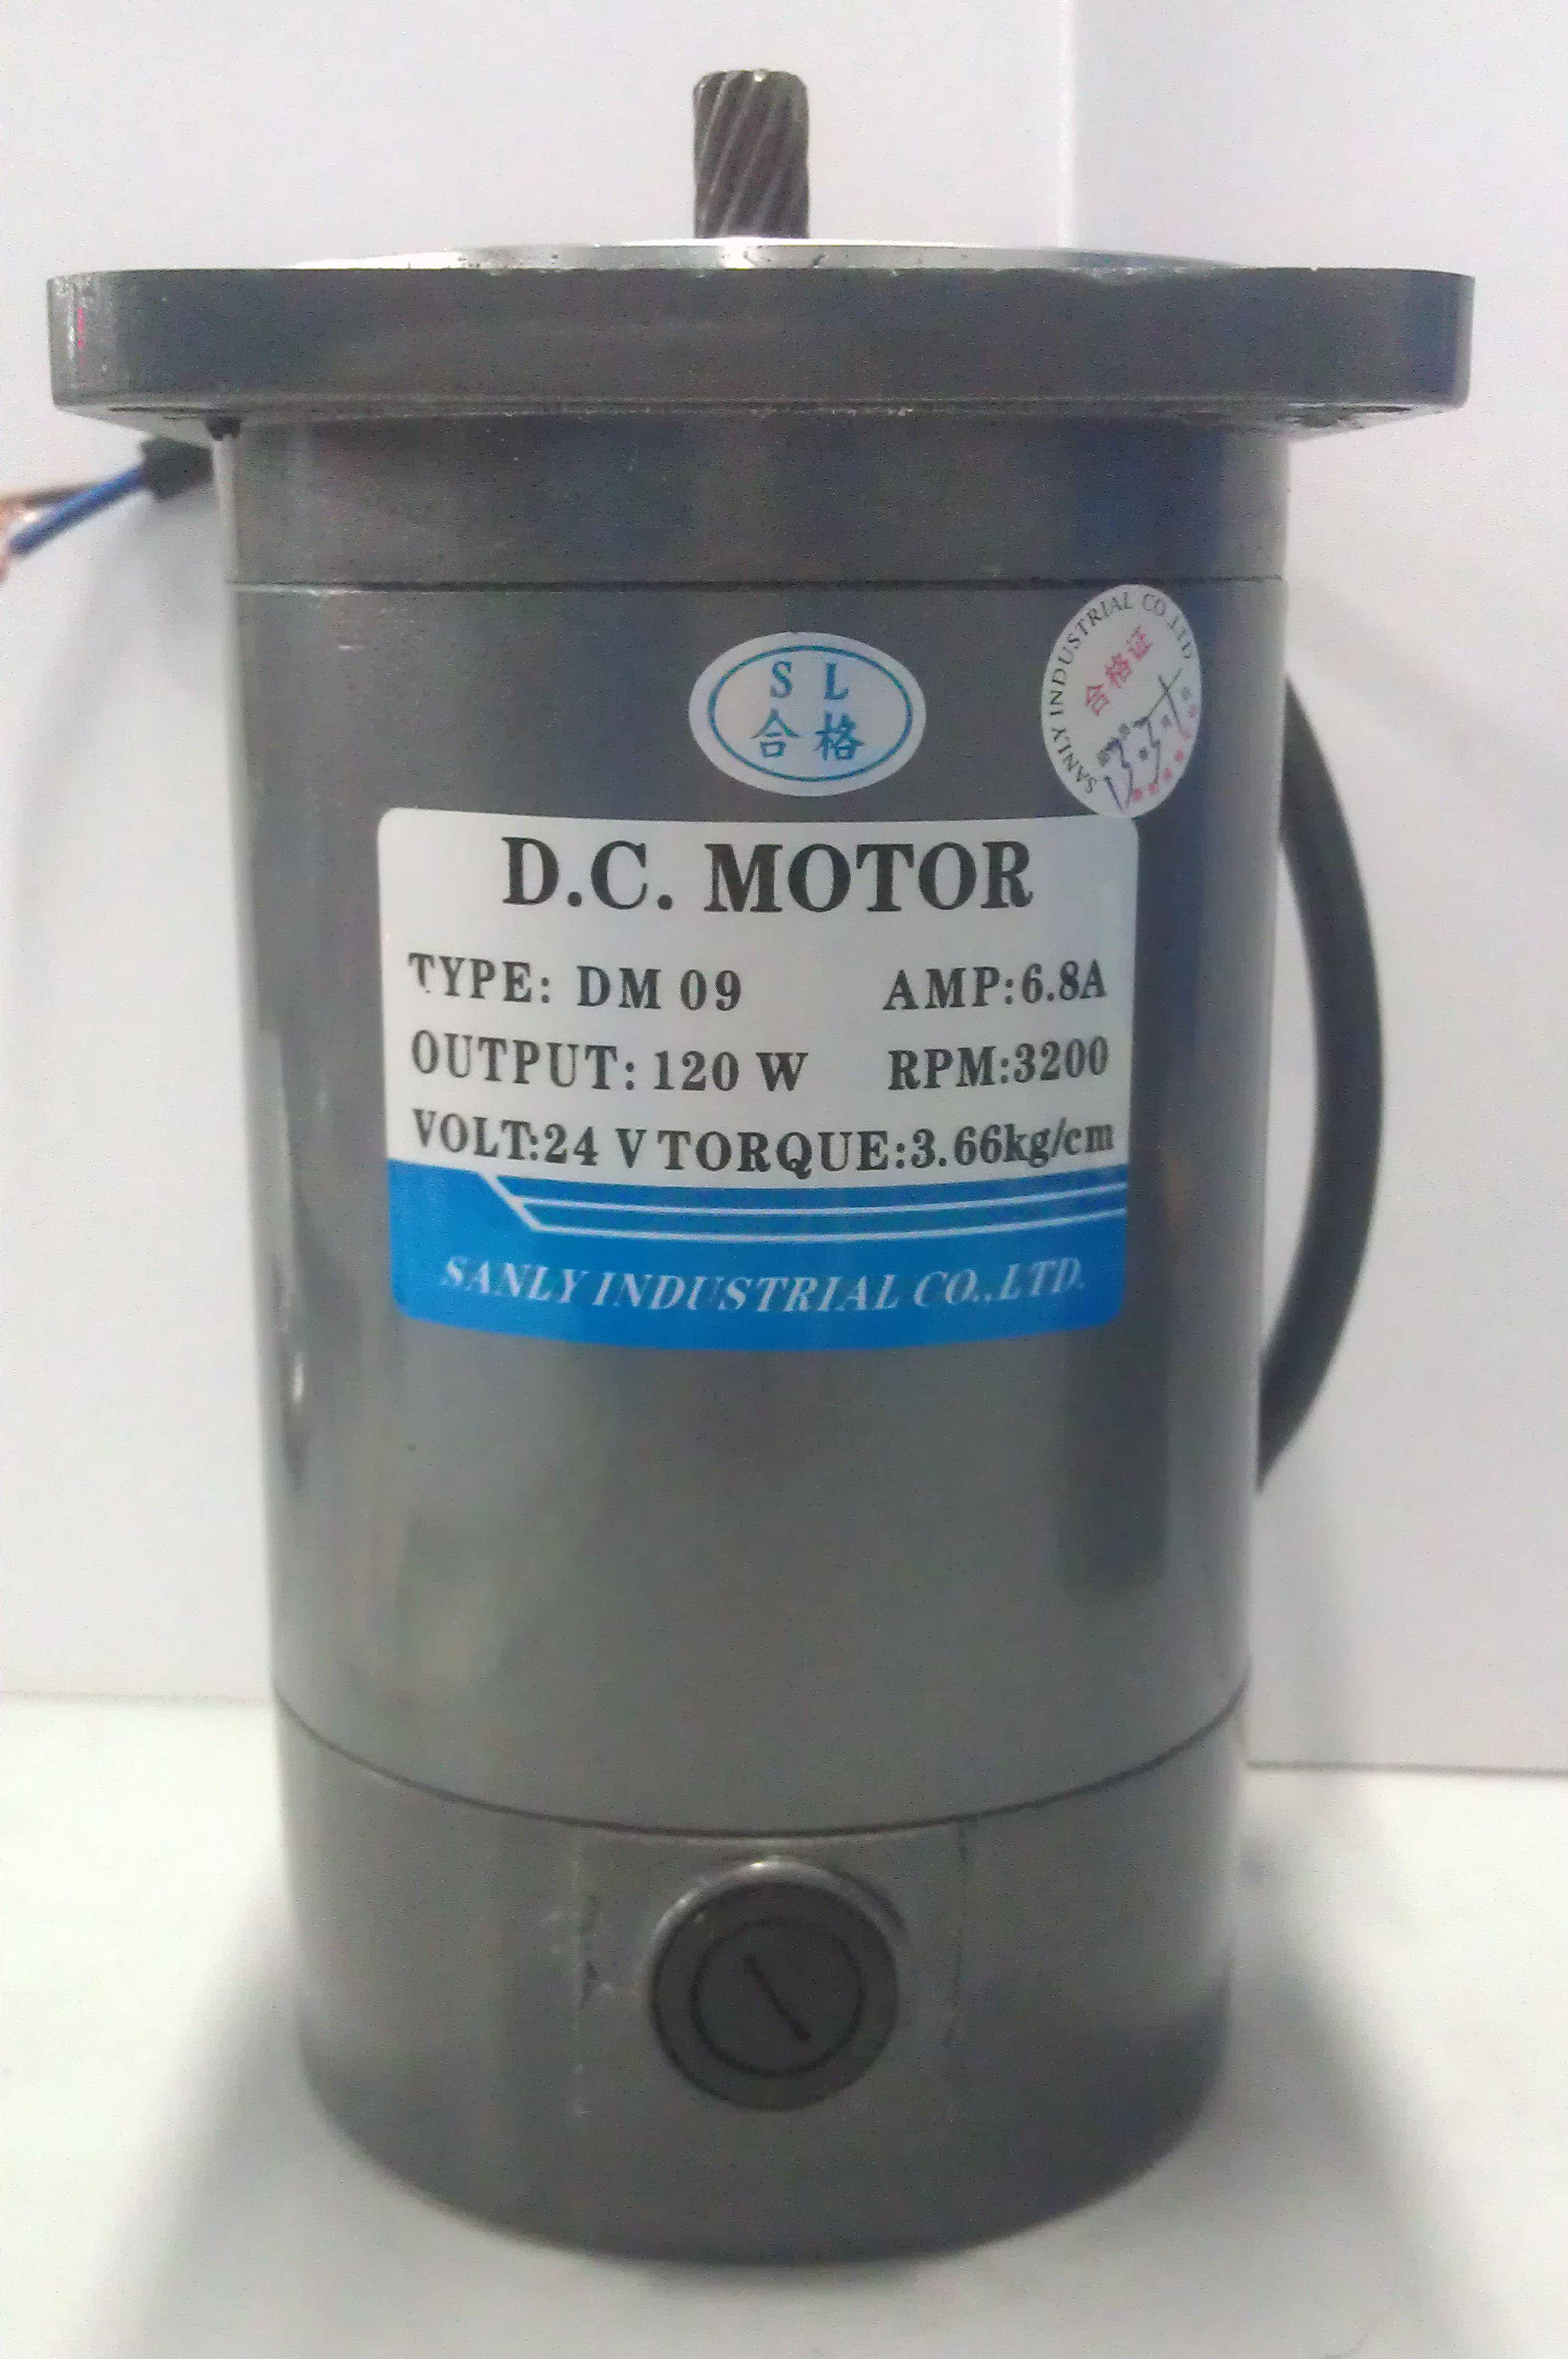 S L
合格
SANLY INDUSTRIAL CO.,LTD
合格证
D.C. MOTOR
TYPE: DM 09 AMP:6.8A
OUTPUT: 120 W RPM:3200
VOLT:24 V TORQUE:3.66kg/cm
SANLY INDUSTRIAL CO.,LTD.